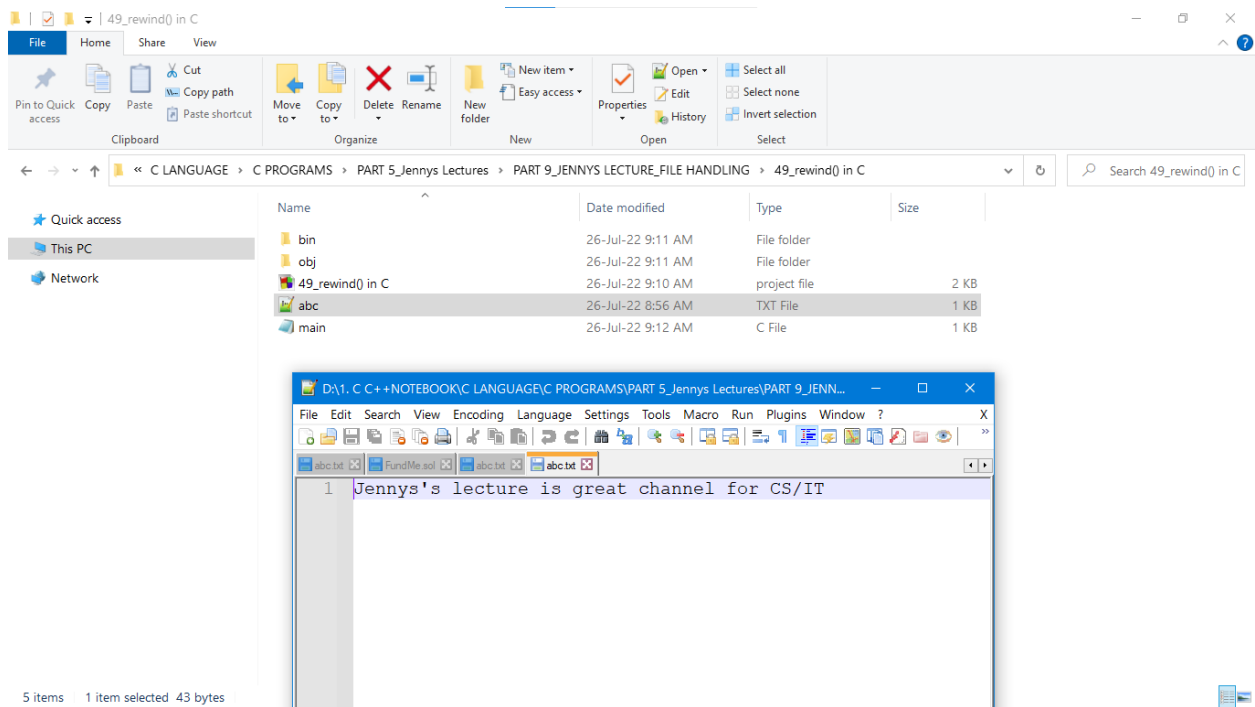 49_rewind() in C
File Home Share View
Pin to Quick access
Copy
Paste
Cut
Copy path
Paste shortcut
Clipboard
Move to
Copy to
Delete
Rename
Organize
New folder
New item
Easy access
New
Properties
Open
Edit
History
Open
Select all
Select none
Invert selection
Select
« C LANGUAGE › C PROGRAMS › PART 5_Jennys Lectures › PART 9_JENNYS LECTURE_FILE HANDLING › 49_rewind() in C
Search 49_rewind() in C
Quick access
This PC
Network
Name Date modified Type Size
bin 26-Jul-22 9:11 AM File folder
obj 26-Jul-22 9:11 AM File folder
49_rewind() in C 26-Jul-22 9:10 AM project file 2 KB
abc 26-Jul-22 8:56 AM TXT File 1 KB
main 26-Jul-22 9:12 AM C File 1 KB
D:\1. C C++NOTEBOOK\C LANGUAGE\C PROGRAMS\PART 5_Jennys Lectures\PART 9_JENN...
File Edit Search View Encoding Language Settings Tools Macro Run Plugins Window ? X
abc.txt FundMe.sol abc.txt abc.txt
1 Jennys's lecture is great channel for CS/IT
5 items 1 item selected 43 bytes